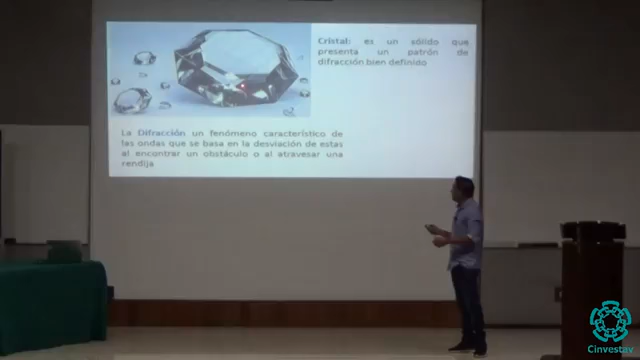 Cristal: es un sólido que
presenta un patrón de
difracción bien definido
La Difracción un fenómeno característico de
las ondas que se basa en la desviación de estas
al encontrar un obstáculo o al atravesar una
rendija
Cinvestav